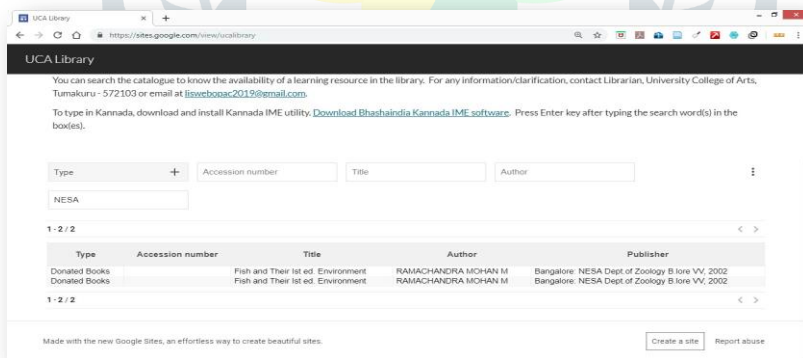 UCA Library
https://sites.google.com/view/ucalibrary
UCA Library
You can search the catalogue to know the availability of a learning resource in the library. For any information/clarification, contact Librarian, University College of Arts,
Tumakuru - 572103 or email at liswebopac2019@gmail.com.
To type in Kannada, download and install Kannada IME utility. Download Bhashaindia Kannada IME software. Press Enter key after typing the search word(s) in the
box(es).
Type + Accession number Title Author
NESA
1 - 2 / 2 < >
Type Accession number Title Author Publisher
Donated Books Fish and Their Ist ed. Environment RAMACHANDRA MOHAN M Bangalore: NESA Dept.of Zoology B.lore VV, 2002
Donated Books Fish and Their Ist ed. Environment RAMACHANDRA MOHAN M Bangalore: NESA Dept.of Zoology B.lore VV, 2002
1 - 2 / 2 < >
Made with the new Google Sites, an effortless way to create beautiful sites. Create a site Report abuse